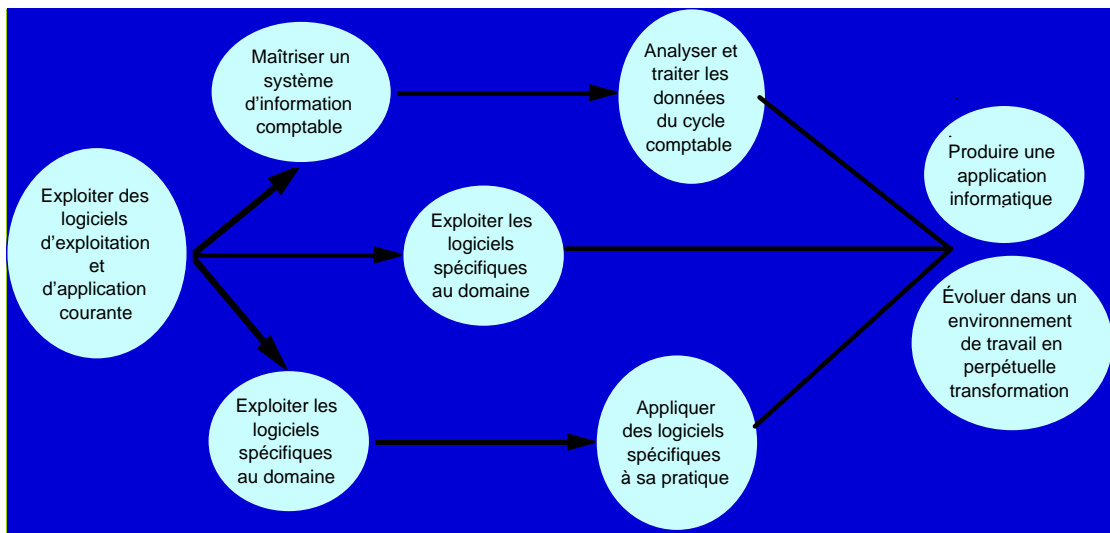 Exploiter des
logiciels
d’exploitation
et
d’application
courante
Maîtriser un
système
d’information
comptable
Analyser et
traiter les
données
du cycle
comptable
Exploiter les
logiciels
spécifiques
au domaine
Exploiter les
logiciels
spécifiques
au domaine
Appliquer
des logiciels
spécifiques
à sa pratique
Produire une
application
informatique
Évoluer dans un
environnement
de travail en
perpétuelle
transformation